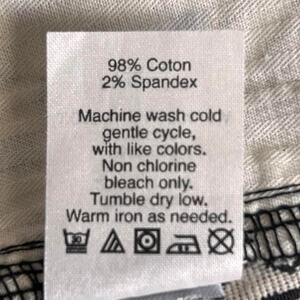 98% Coton
2% Spandex
Machine wash cold
gentle cycle,
with like colors.
Non chlorine
bleach only.
Tumble dry low.
Warm iron as needed.
30